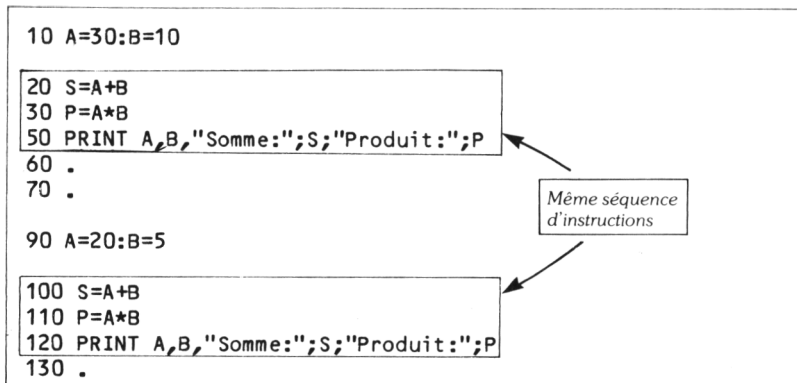 10 A=30:B=10
20 S=A+B
30 P=A*B
50 PRINT A,B,"Somme:";S;"Produit:";P
60 .
70 .
Même séquence
d'instructions
90 A=20:B=5
100 S=A+B
110 P=A*B
120 PRINT A,B,"Somme:";S;"Produit:";P
130 .